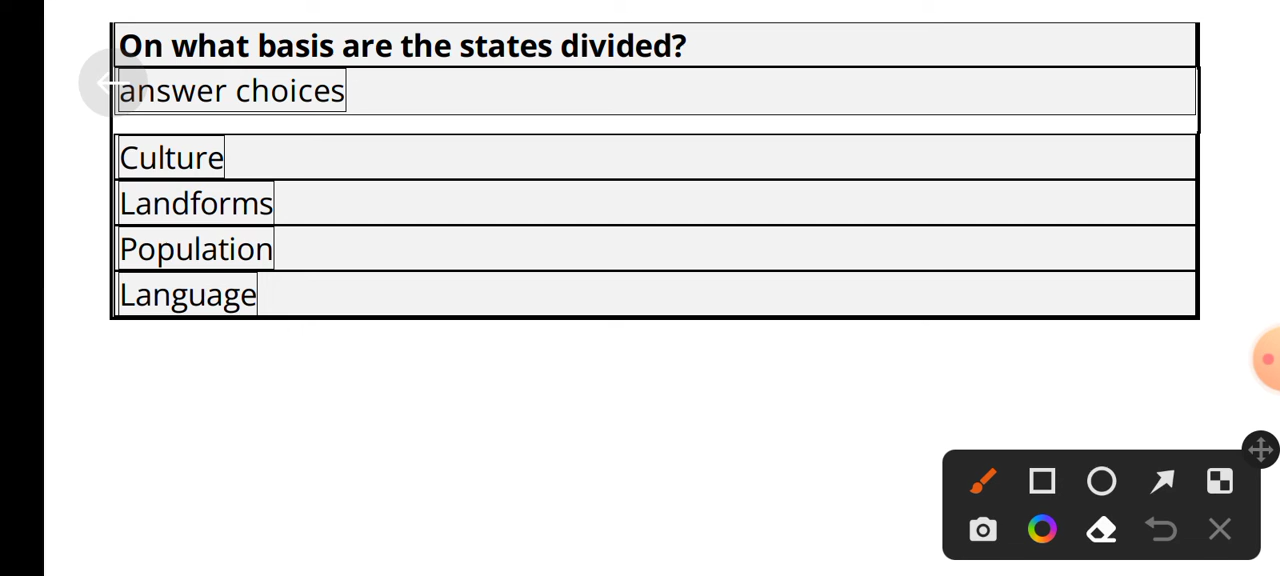 On what basis are the states divided?
answer choices
Culture
Landforms
Population
Language